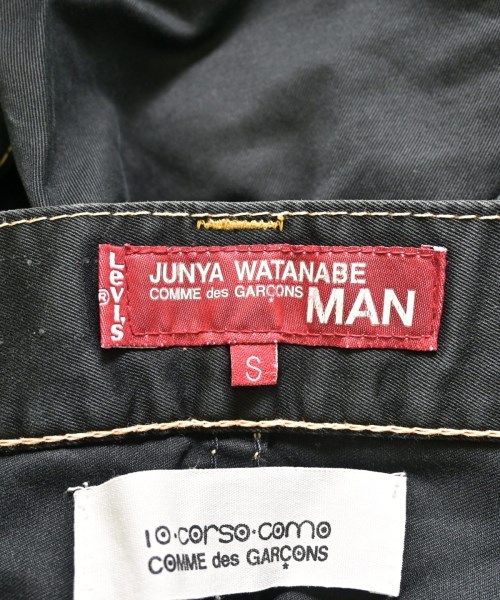 Levi's ®
JUNYA WATANABE
COMME des GARÇONS MAN
S
10·corso·como
COMME des GARÇONS